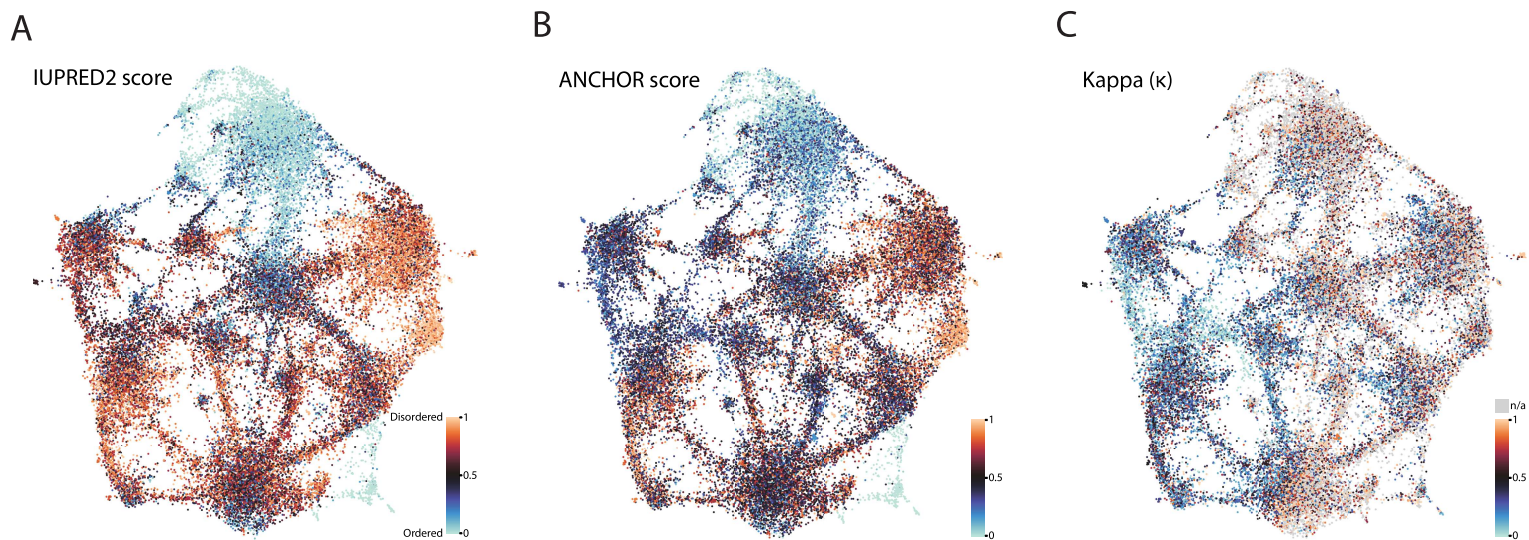 A
IUPRED2 score
Disordered
1
0.5
Ordered
0
B
ANCHOR score
1
0.5
0
C
Kappa (κ)
n/a
1
0.5
0